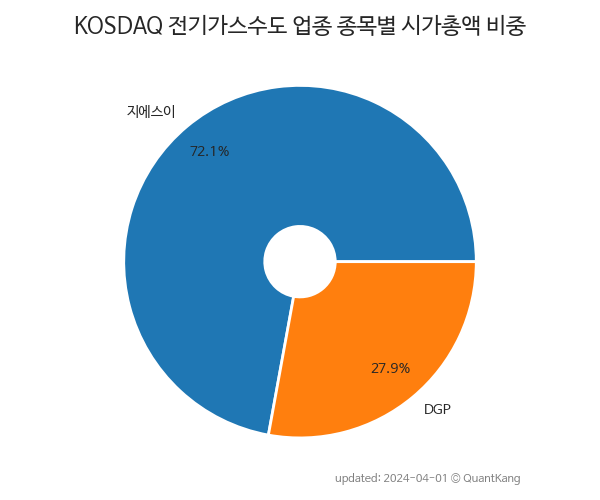 KOSDAQ 전기가스수도 업종 종목별 시가총액 비중
지에스이
72.1%
27.9%
DGP
updated: 2024-04-01 © QuantKang